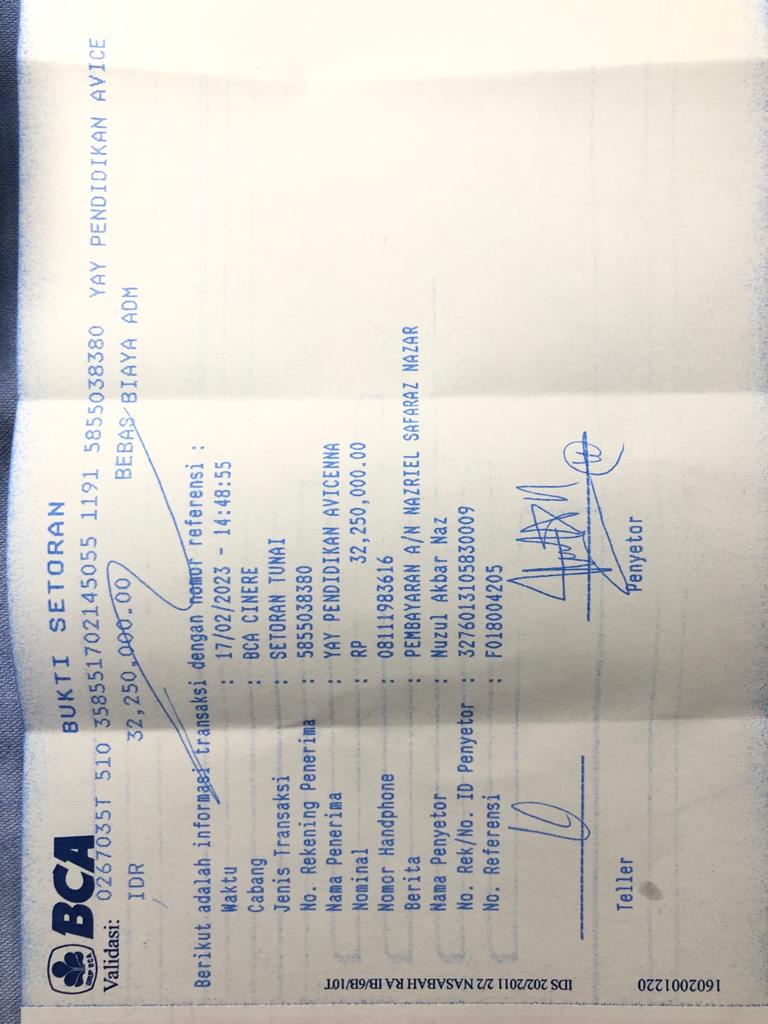 BCA
BUKTI SETORAN
Validasi:
0267035T 510 3585517021450​55 1191 5855038380 YAY PENDIDIKAN AVICE
IDR 32,250,000.00 BEBAS BIAYA ADM
Berikut adalah informasi transaksi dengan nomor referensi :
Waktu : 17/02/2023 - 14:48:55
Cabang : BCA CINERE
Jenis Transaksi : SETORAN TUNAI
No. Rekening Penerima : 5855038380
Nama Penerima : YAY PENDIDIKAN AVICENNA
Nominal : RP 32,250,000.00
Nomor Handphone : 08111983616
Berita : PEMBAYARAN A/N NAZRIEL SAFARAZ NAZAR
Nama Penyetor : Nuzul Akbar Naz
No. Rek/No. ID Penyetor : 3276013105830009
No. Referensi : F018004205
Teller Penyetor
IDS 202/2011 2/2 NASABAH RA IB/6B/10T
1602001220